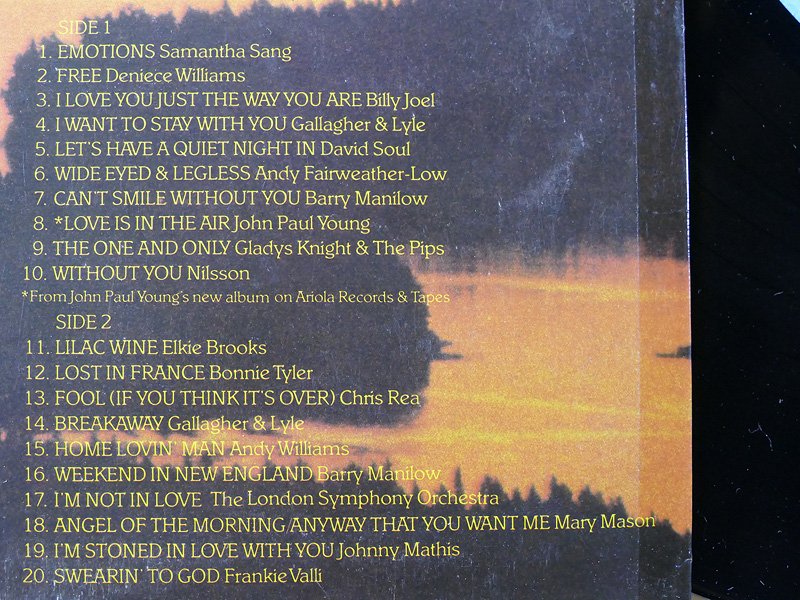 SIDE 1
1. EMOTIONS Samantha Sang
2. FREE Deniece Williams
3. I LOVE YOU JUST THE WAY YOU ARE Billy Joel
4. I WANT TO STAY WITH YOU Gallagher & Lyle
5. LET'S HAVE A QUIET NIGHT IN David Soul
6. WIDE EYED & LEGLESS Andy Fairweather-Low
7. CAN'T SMILE WITHOUT YOU Barry Manilow
8. *LOVE IS IN THE AIR John Paul Young
9. THE ONE AND ONLY Gladys Knight & The Pips
10. WITHOUT YOU Nilsson
*From John Paul Young's new album on Ariola Records & Tapes
SIDE 2
11. LILAC WINE Elkie Brooks
12. LOST IN FRANCE Bonnie Tyler
13. FOOL (IF YOU THINK IT'S OVER) Chris Rea
14. BREAKAWAY Gallagher & Lyle
15. HOME LOVIN' MAN Andy Williams
16. WEEKEND IN NEW ENGLAND Barry Manilow
17. I'M NOT IN LOVE The London Symphony Orchestra
18. ANGEL OF THE MORNING/ANYWAY THAT YOU WANT ME Mary Mason
19. I'M STONED IN LOVE WITH YOU Johnny Mathis
20. SWEARIN' TO GOD Frankie Valli